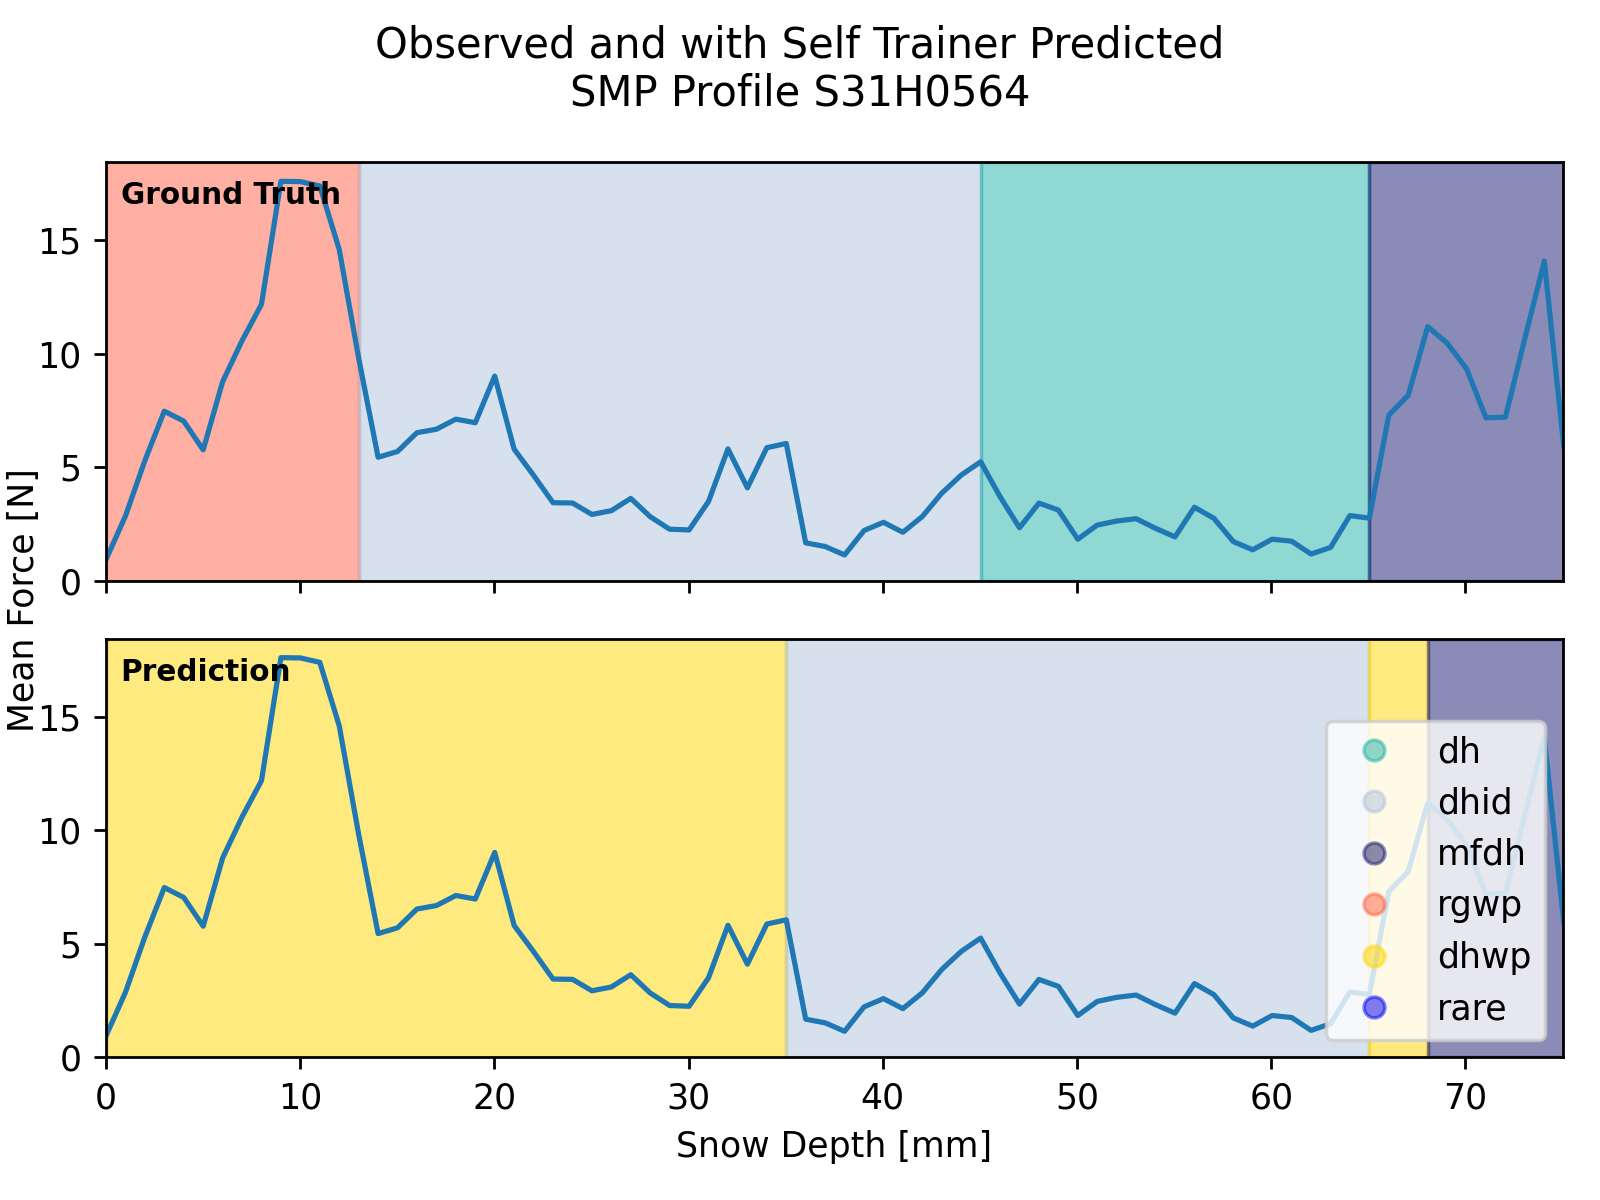 Observed and with Self Trainer Predicted
SMP Profile S31H0564
Ground Truth
15
10
5
0
Mean Force [N]
Prediction
15
10
5
0
dh
dhid
mfdh
rgwp
dhwp
rare
0 10 20 30 40 50 60 70
Snow Depth [mm]